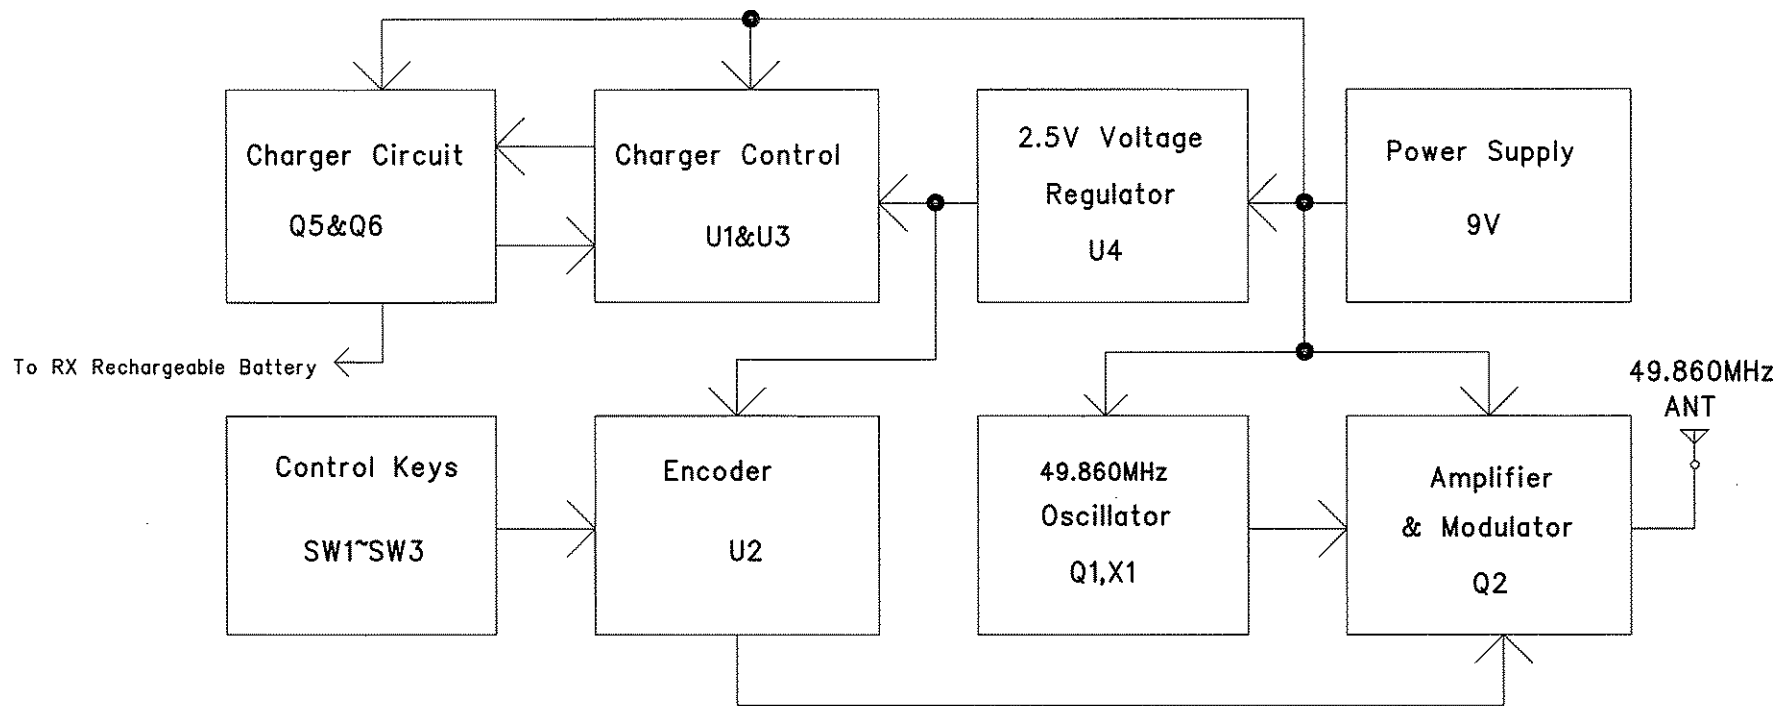 Charger Circuit
Q5&Q6
Charger Control
U1&U3
2.5V Voltage
Regulator
U4
Power Supply
9V
To RX Rechargeable Battery
49.860MHz
ANT
Control Keys
SW1~SW3
Encoder
U2
49.860MHz
Oscillator
Q1,X1
Amplifier
& Modulator
Q2